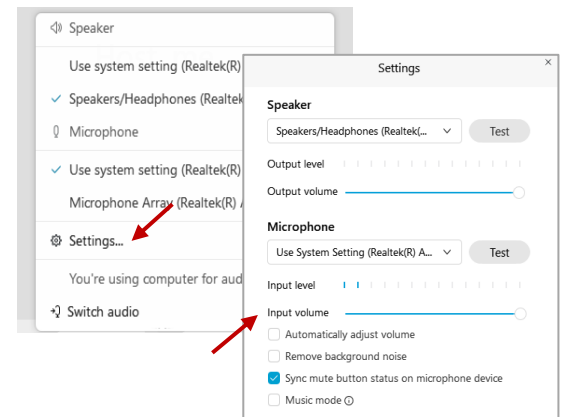 Speaker
Use system setting (Realtek(R)
Speakers/Headphones (Realtek
Microphone
Use system setting (Realtek(R)
Microphone Array (Realtek(R)
Settings...
You're using computer for aud
Switch audio
Settings
Speaker
Speakers/Headphones (Realtek(... Test
Output level
Output volume
Microphone
Use System Setting (Realtek(R) A... Test
Input level
Input volume
Automatically adjust volume
Remove background noise
Sync mute button status on microphone device
Music mode